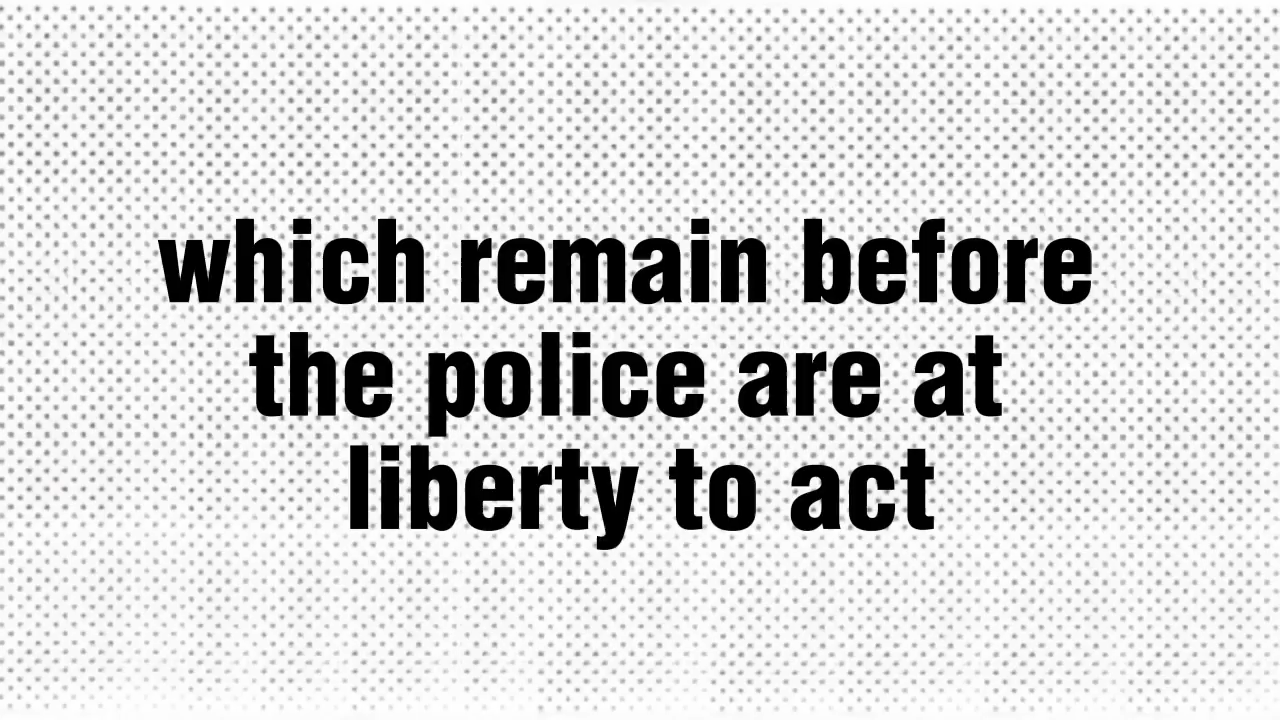 which remain before
the police are at
liberty to act